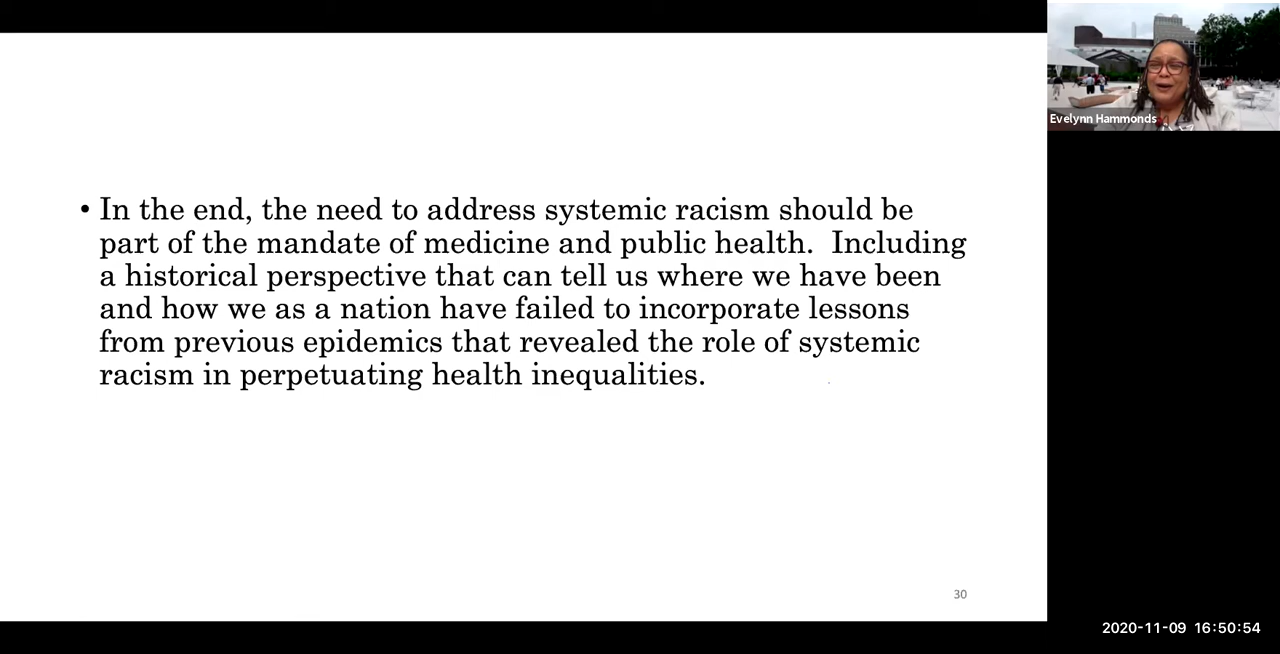 • In the end, the need to address systemic racism should be
part of the mandate of medicine and public health.  Including
a historical perspective that can tell us where we have been
and how we as a nation have failed to incorporate lessons
from previous epidemics that revealed the role of systemic
racism in perpetuating health inequalities.
30
Evelynn Hammonds
2020-11-09 16:50:54